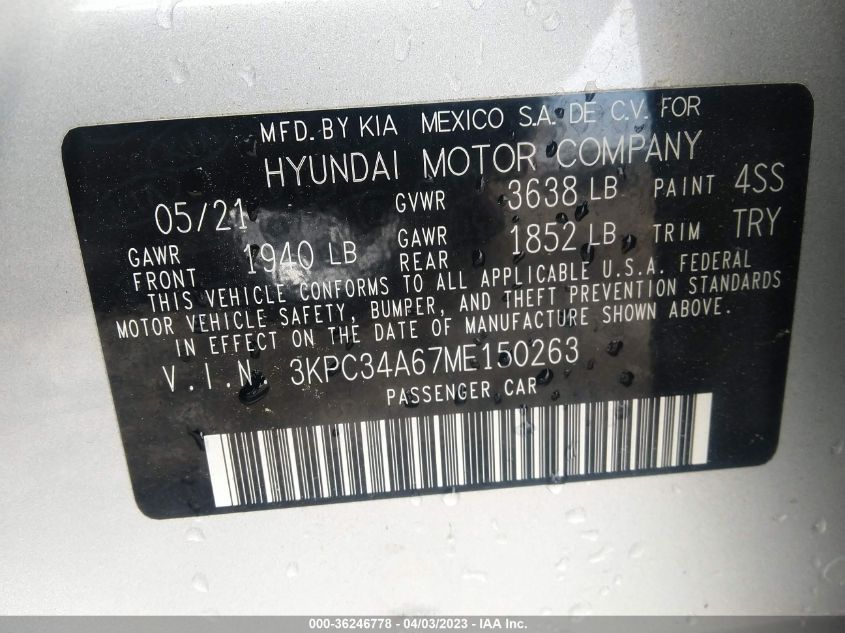 MFD. BY KIA MEXICO S.A. DE C.V. FOR
HYUNDAI MOTOR COMPANY
05/21 GVWR 3638 LB PAINT 4SS
GAWR FRONT 1940 LB GAWR REAR 1852 LB TRIM TRY
THIS VEHICLE CONFORMS TO ALL APPLICABLE U.S.A. FEDERAL
MOTOR VEHICLE SAFETY, BUMPER, AND THEFT PREVENTION STANDARDS
IN EFFECT ON THE DATE OF MANUFACTURE SHOWN ABOVE.
V.I.N. 3KPC34A67ME150263
PASSENGER CAR
000-36246778 - 04/03/2023 - IAA Inc.